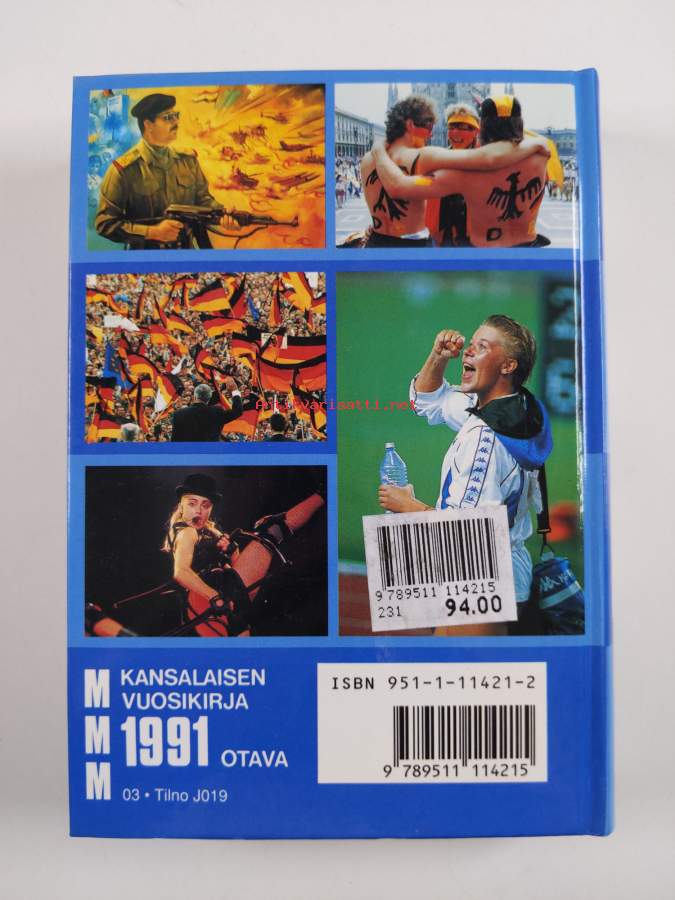 D
D
Antikvariaatti.net
9 789511 114215
231
94.00
MMM
KANSALAISEN
VUOSIKIRJA
1991 OTAVA
03 • Tilno J019
ISBN 951-1-11421-2
9 789511 114215